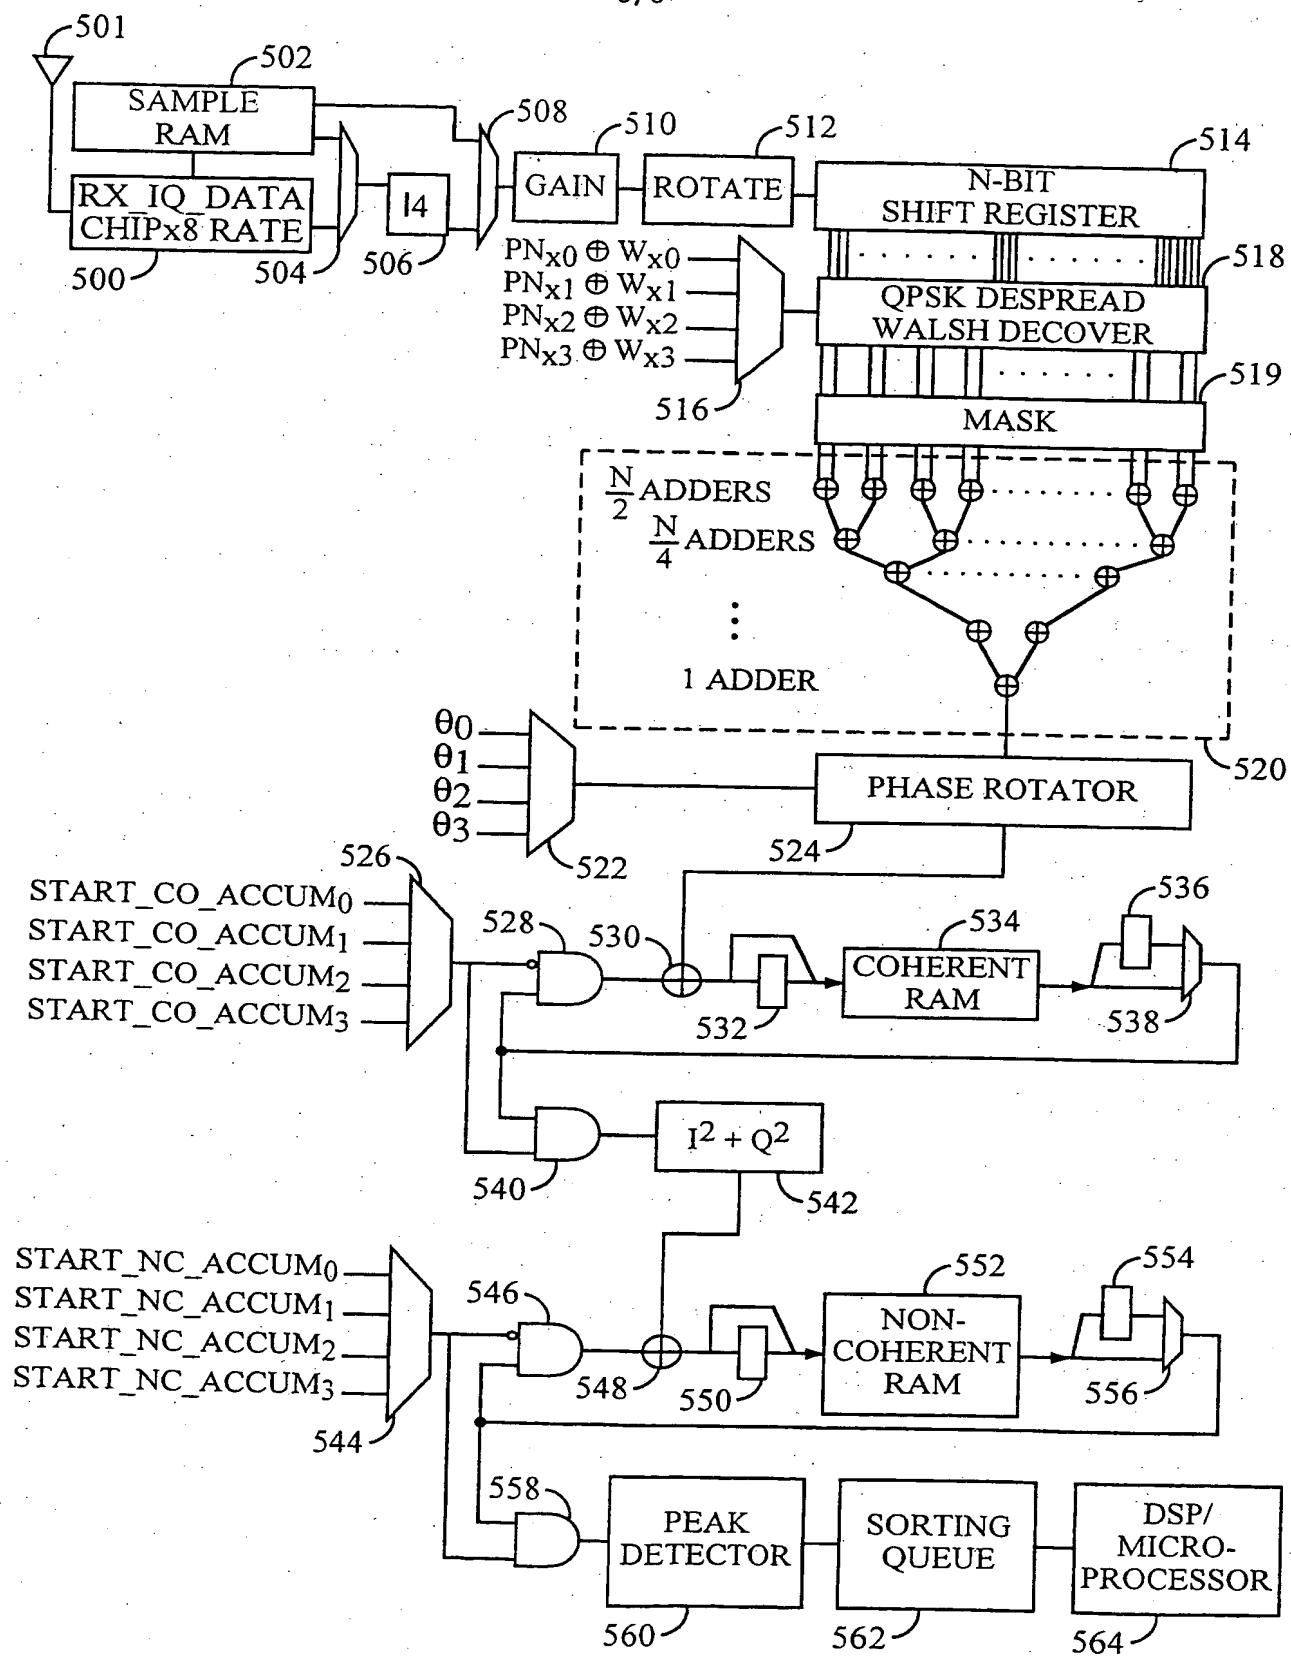 501
502
SAMPLE
RAM
508
510
512
514
RX_IQ_DATA
CHIPx8 RATE
I4
GAIN
ROTATE
N-BIT
SHIFT REGISTER
500
504
506
PNx0 ⊕ Wx0
PNx1 ⊕ Wx1
PNx2 ⊕ Wx2
PNx3 ⊕ Wx3
516
518
QPSK DESPREAD
WALSH DECOVER
519
MASK
N/2 ADDERS
N/4 ADDERS
1 ADDER
520
θ0
θ1
θ2
θ3
522
PHASE ROTATOR
524
526
START_CO_ACCUM0
START_CO_ACCUM1
START_CO_ACCUM2
START_CO_ACCUM3
528
530
532
534
COHERENT
RAM
536
538
540
I² + Q²
542
START_NC_ACCUM0
START_NC_ACCUM1
START_NC_ACCUM2
START_NC_ACCUM3
544
546
548
550
552
NON-
COHERENT
RAM
554
556
558
PEAK
DETECTOR
560
SORTING
QUEUE
562
DSP/
MICRO-
PROCESSOR
564